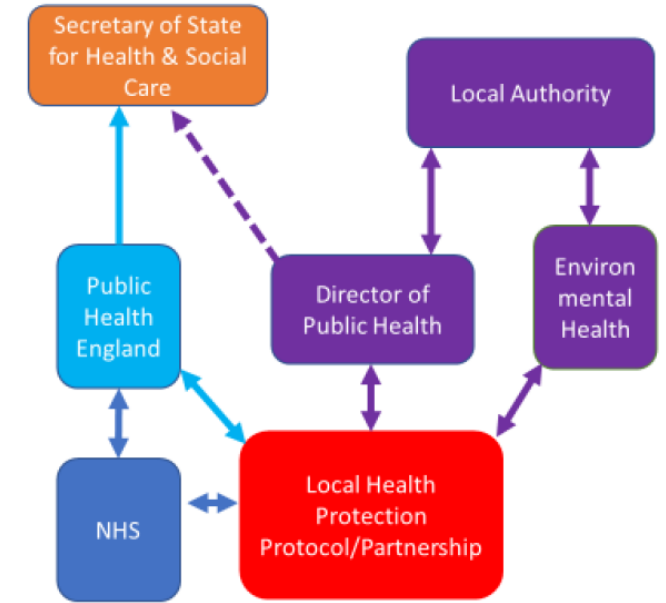 Secretary of State
for Health & Social
Care
Local Authority
Public
Health
England
Director of
Public Health
Environ
mental
Health
NHS
Local Health
Protection
Protocol/Partnership